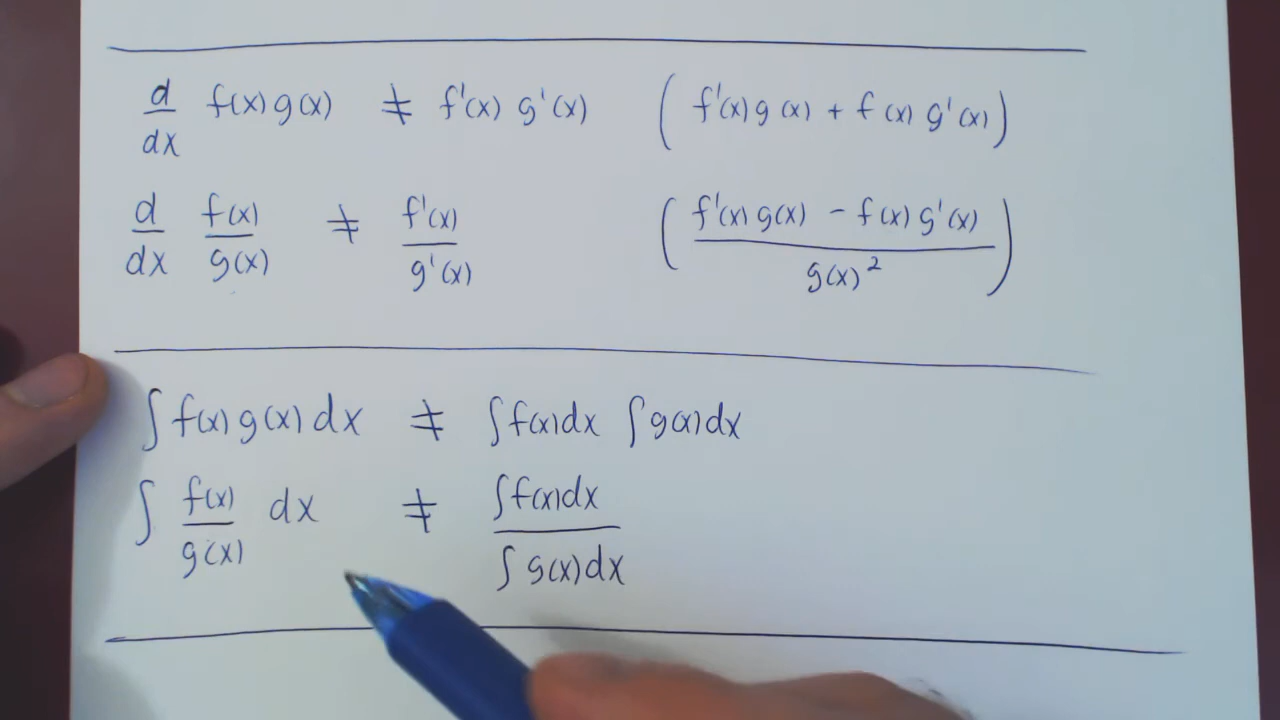 d/dx f(x)g(x) ≠ f'(x) g'(x) (f'(x)g(x) + f(x) g'(x))
d/dx f(x)/g(x) ≠ f'(x)/g'(x) ((f'(x)g(x) - f(x)g'(x))/g(x)²)
∫f(x)g(x)dx ≠ ∫f(x)dx ∫g(x)dx
∫ f(x)/g(x) dx ≠ ∫f(x)dx/∫g(x)dx